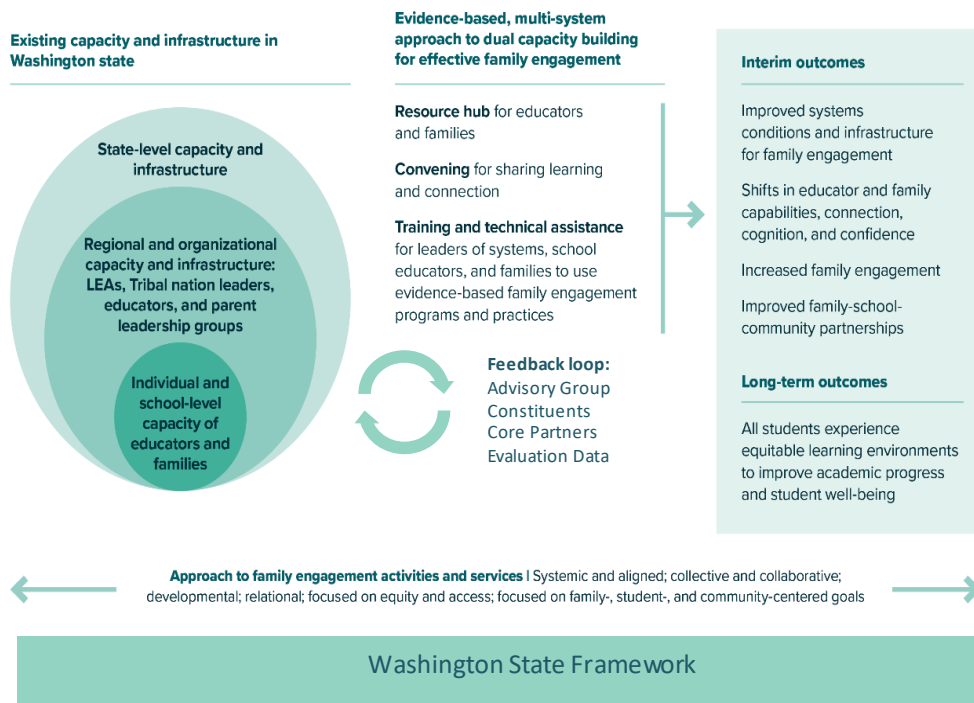 Existing capacity and infrastructure in
Washington state
State-level capacity and
infrastructure
Regional and organizational
capacity and infrastructure:
LEAs, Tribal nation leaders,
educators, and parent
leadership groups
Individual and
school-level
capacity of
educators and
families
Evidence-based, multi-system
approach to dual capacity building
for effective family engagement
Resource hub for educators
and families
Convening for sharing learning
and connection
Training and technical assistance
for leaders of systems, school
educators, and families to use
evidence-based family engagement
programs and practices
Feedback loop:
Advisory Group
Constituents
Core Partners
Evaluation Data
Interim outcomes
Improved systems
conditions and infrastructure
for family engagement
Shifts in educator and family
capabilities, connection,
cognition, and confidence
Increased family engagement
Improved family-school-
community partnerships
Long-term outcomes
All students experience
equitable learning environments
to improve academic progress
and student well-being
Approach to family engagement activities and services | Systemic and aligned; collective and collaborative;
developmental; relational; focused on equity and access; focused on family-, student-, and community-centered goals
Washington State Framework